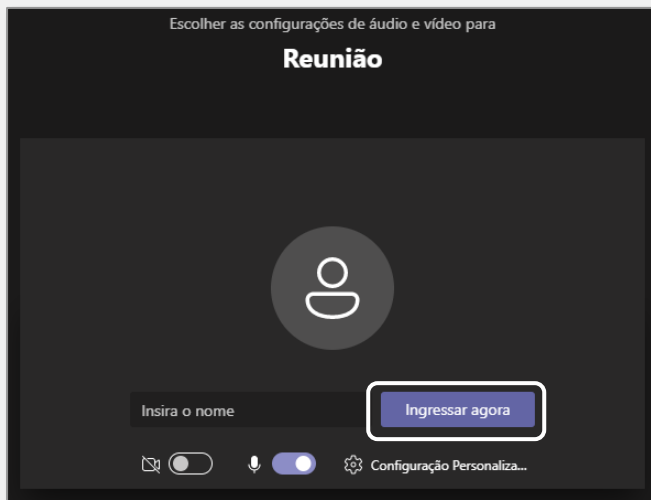 Escolher as configurações de áudio e vídeo para
Reunião
Insira o nome
Ingressar agora
Configuração Personaliza...